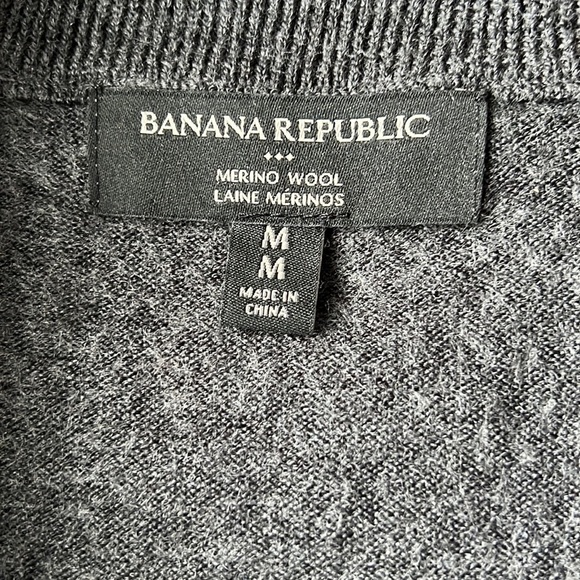 BANANA REPUBLIC
MERINO WOOL
LAINE MÉRINOS
M
M
MADE IN
CHINA